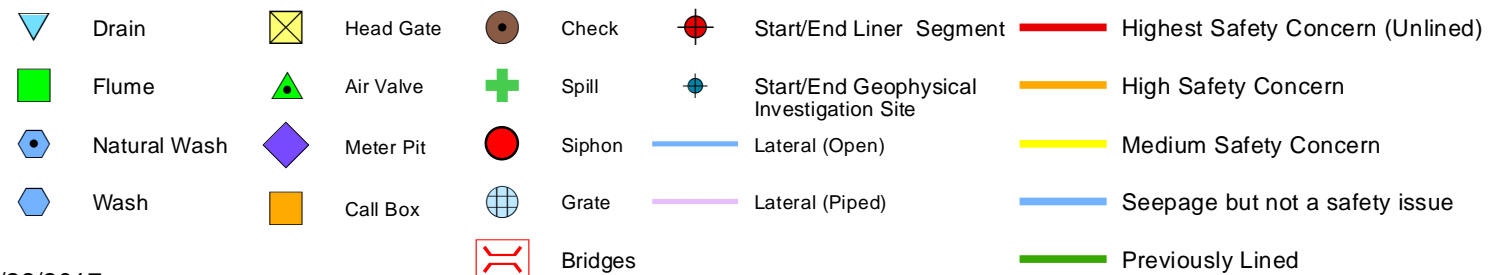 Drain
Head Gate
Check
Start/End Liner Segment
Highest Safety Concern (Unlined)
Flume
Air Valve
Spill
Start/End Geophysical
Investigation Site
High Safety Concern
Natural Wash
Meter Pit
Siphon
Lateral (Open)
Medium Safety Concern
Wash
Call Box
Grate
Lateral (Piped)
Seepage but not a safety issue
Bridges
Previously Lined